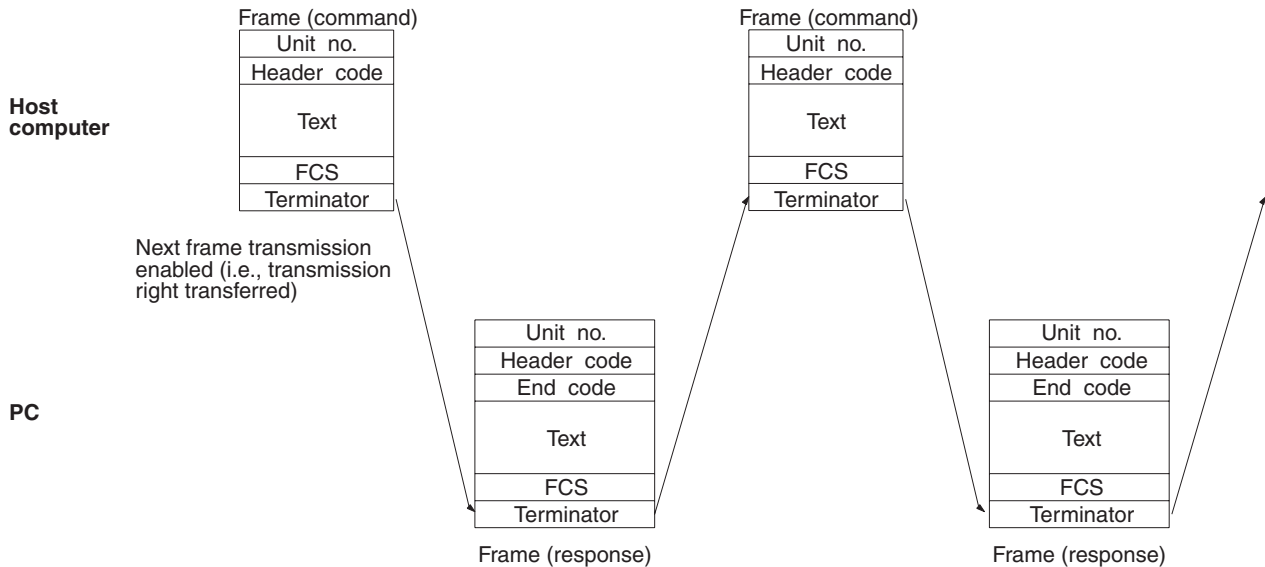 Frame (command)
Unit no.
Header code
Text
FCS
Terminator
Frame (command)
Unit no.
Header code
Text
FCS
Terminator
Host
computer
Next frame transmission
enabled (i.e., transmission
right transferred)
PC
Unit no.
Header code
End code
Text
FCS
Terminator
Frame (response)
Unit no.
Header code
End code
Text
FCS
Terminator
Frame (response)